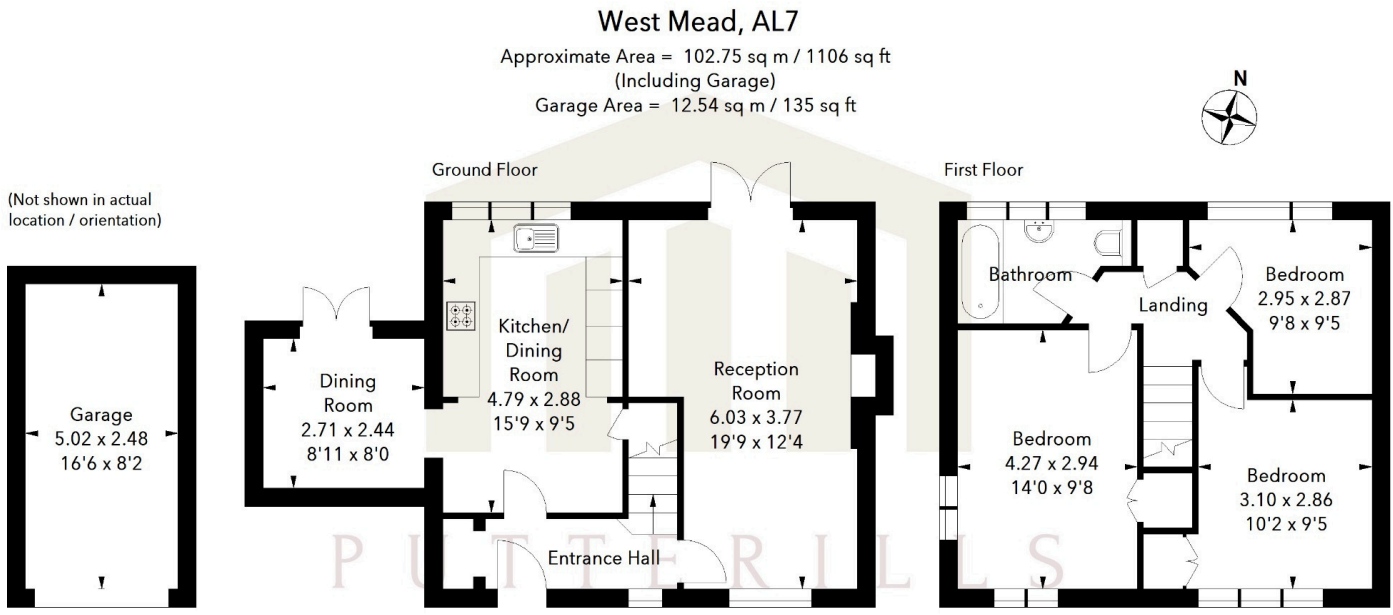 West Mead, AL7
Approximate Area = 102.75 sq m / 1106 sq ft
(Including Garage)
Garage Area = 12.54 sq m / 135 sq ft
N
Ground Floor
First Floor
(Not shown in actual
location / orientation)
Garage
5.02 x 2.48
16'6 x 8'2
Dining
Room
2.71 x 2.44
8'11 x 8'0
Kitchen/
Dining
Room
4.79 x 2.88
15'9 x 9'5
Reception
Room
6.03 x 3.77
19'9 x 12'4
Entrance Hall
Bathroom
Landing
Bedroom
2.95 x 2.87
9'8 x 9'5
Bedroom
4.27 x 2.94
14'0 x 9'8
Bedroom
3.10 x 2.86
10'2 x 9'5
PUTTERILLS